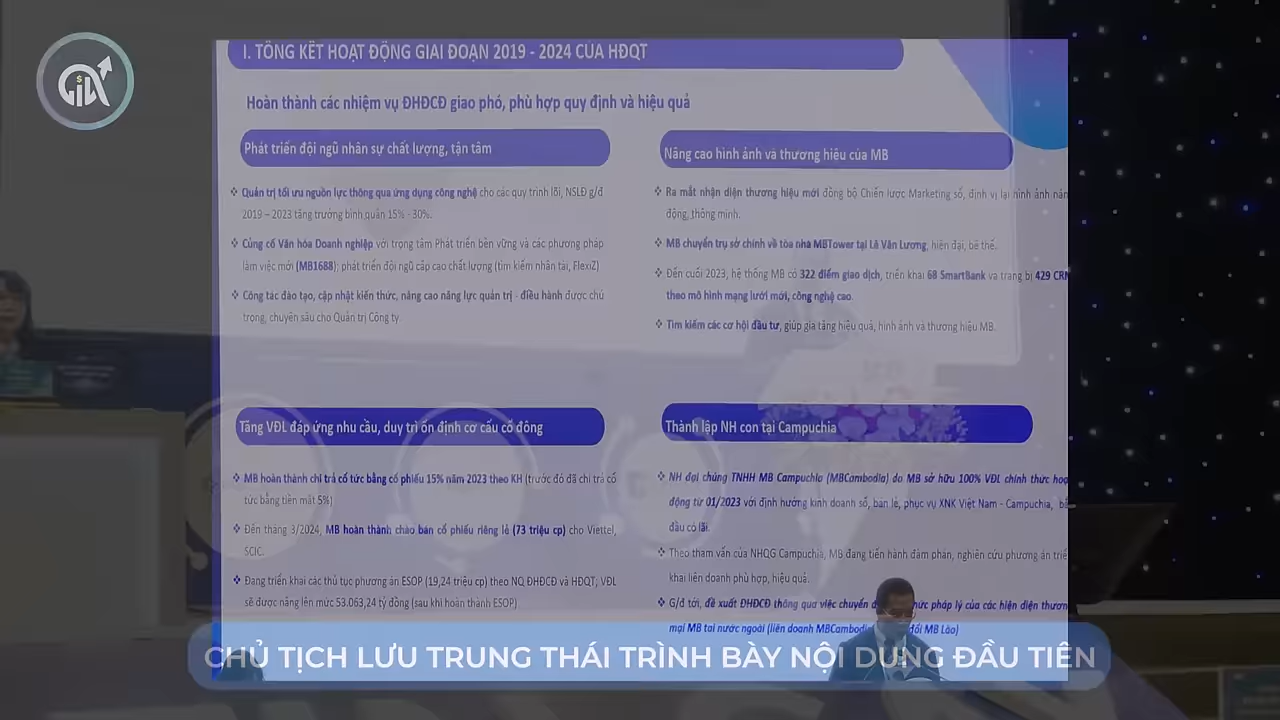 I. TỔNG KẾT HOẠT ĐỘNG GIAI ĐOẠN 2019 - 2024 CỦA HĐQT
Hoàn thành các nhiệm vụ ĐHĐCĐ giao phó, phù hợp quy định và hiệu quả
Phát triển đội ngũ nhân sự chất lượng, tận tâm
❖ Quản trị tối ưu nguồn lực thông qua ứng dụng công nghệ cho các quy trình lõi, NSLĐ g/đ
2019 – 2023 tăng trưởng bình quân 15% - 30%.
❖ Củng cố Văn hóa Doanh nghiệp với trọng tâm Phát triển bền vững và các phương pháp
làm việc mới (MB1688); phát triển đội ngũ cấp cao chất lượng (tìm kiếm nhân tài, FlexiZ)
❖ Công tác đào tạo, cập nhật kiến thức, nâng cao năng lực quản trị - điều hành được chú
trọng, chuyên sâu cho Quản trị Công ty.
Nâng cao hình ảnh và thương hiệu của MB
❖ Ra mắt nhận diện thương hiệu mới đồng bộ Chiến lược Marketing số, định vị lại hình ảnh năn
động, thông minh.
❖ MB chuyển trụ sở chính về tòa nhà MBTower tại Lê Văn Lương, hiện đại, bề thế.
❖ Đến cuối 2023, hệ thống MB có 322 điểm giao dịch, triển khai 68 SmartBank và trang bị 429 CRM
theo mô hình mạng lưới mới, công nghệ cao.
❖ Tìm kiếm các cơ hội đầu tư, giúp gia tăng hiệu quả, hình ảnh và thương hiệu MB.
Tăng VĐL đáp ứng nhu cầu, duy trì ổn định cơ cấu cổ đông
❖ MB hoàn thành chi trả cổ tức bằng cổ phiếu 15% năm 2023 theo KH (trước đó đã chi trả cổ
tức bằng tiền mặt 5%)
❖ Đến tháng 3/2024, MB hoàn thành chào bán cổ phiếu riêng lẻ (73 triệu cp) cho Viettel,
SCIC.
❖ Đang triển khai các thủ tục phương án ESOP (19,24 triệu cp) theo NQ ĐHĐCĐ và HĐQT; VĐL
sẽ được nâng lên mức 53.063,24 tỷ đồng (sau khi hoàn thành ESOP)
Thành lập NH con tại Campuchia
❖ NH đại chúng TNHH MB Campuchia (MBCambodia) do MB sở hữu 100% VĐL chính thức hoạ
động từ 01/2023 với định hướng kinh doanh số, bán lẻ, phục vụ XNK Việt Nam - Campuchia, bắ
đầu có lãi.
❖ Theo tham vấn của NHQG Campuchia, MB đang tiến hành đàm phán, nghiên cứu phương án triể
khai liên doanh phù hợp, hiệu quả.
❖ G/đ tới, đề xuất ĐHĐCĐ thông qua việc chuyển hức pháp lý của các hiện diện thươn
mại MB tại nước ngoài (liên doanh MBCambodi đổi MB Lào)
CHỦ TỊCH LƯU TRUNG THÁI TRÌNH BÀY NỘI DUNG ĐẦU TIÊN